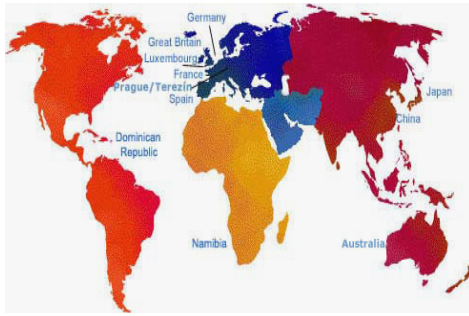 Germany
Great Britain
Luxembourg
France
Prague/Terezín
Spain
Japan
China
Dominican
Republic
Namibia
Australia